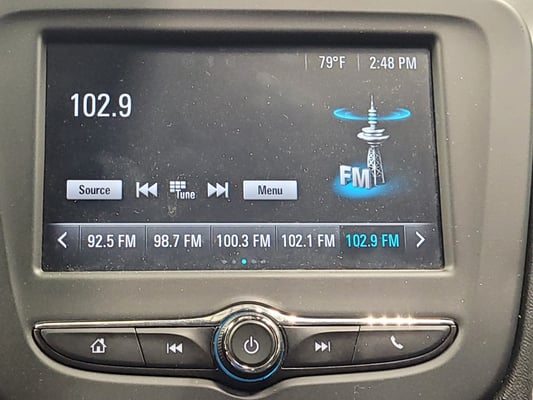 79°F 2:48 PM
102.9
FM
Source Tune Menu
92.5 FM 98.7 FM 100.3 FM 102.1 FM 102.9 FM